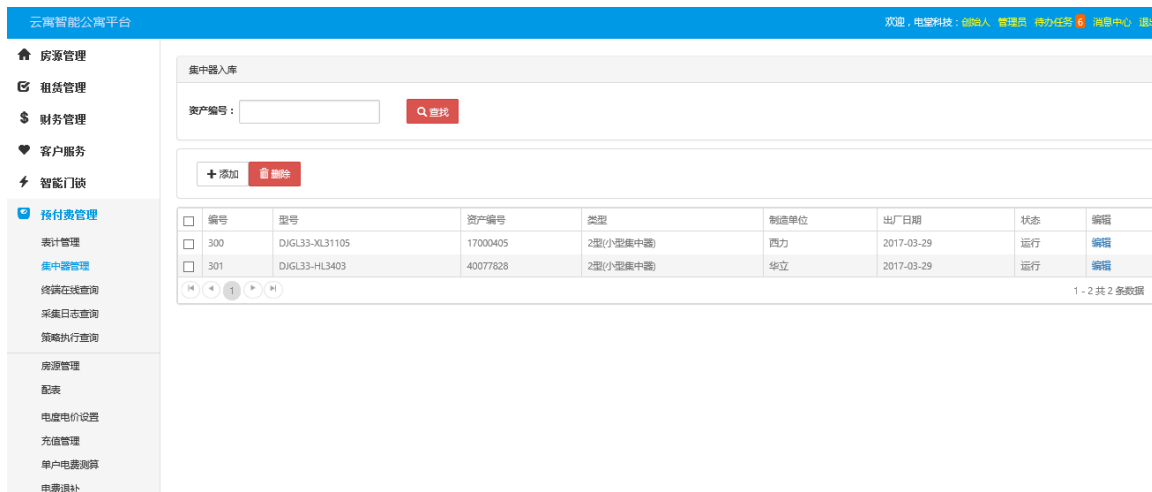 云寓智能公寓平台
欢迎，电堂科技：创始人 管理员 待办任务 6 消息中心
房源管理
租赁管理
财务管理
客户服务
智能门锁
预付费管理
表计管理
集中器管理
终端在线查询
采集日志查询
策略执行查询
房源管理
配表
电度电价设置
充值管理
单户电费测算
电费退补
集中器入库
资产编号：
查找
添加 删除
编号 型号 资产编号 类型 制造单位 出厂日期 状态 编辑
300 DJGL33-XL31105 17000405 2型(小型集中器) 西力 2017-03-29 运行 编辑
301 DJGL33-HL3403 40077828 2型(小型集中器) 华立 2017-03-29 运行 编辑
1
1 - 2 共 2 条数据